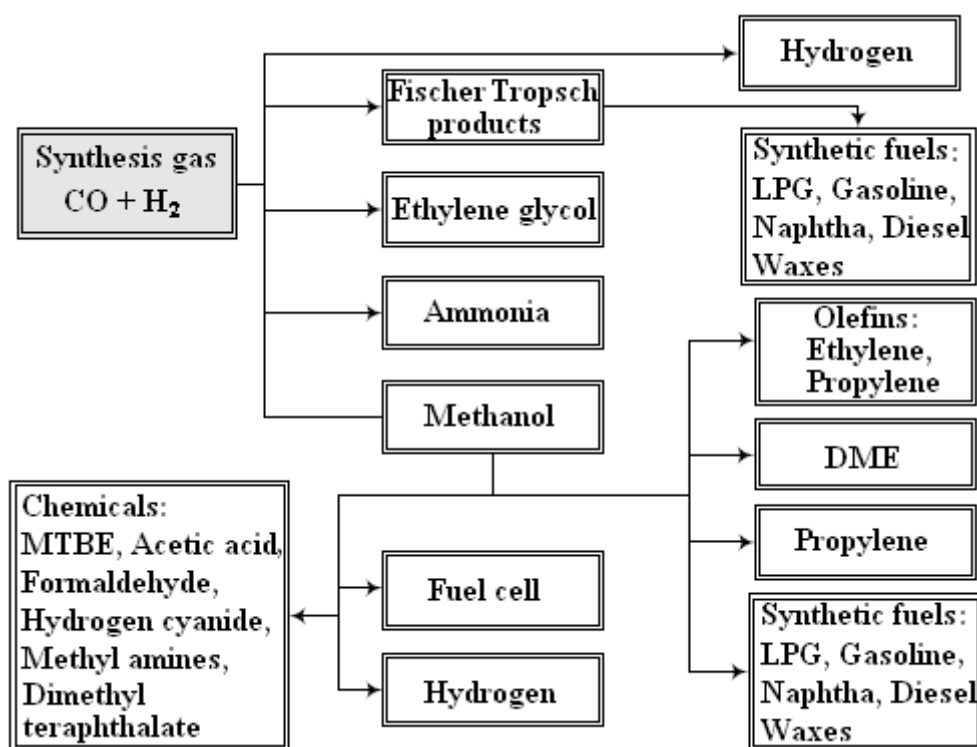 Hydrogen
Fischer Tropsch
products
Synthesis gas
CO + H₂
Synthetic fuels:
LPG, Gasoline,
Naphtha, Diesel
Waxes
Ethylene glycol
Ammonia
Olefins:
Ethylene,
Propylene
Methanol
DME
Chemicals:
MTBE, Acetic acid,
Formaldehyde,
Hydrogen cyanide,
Methyl amines,
Dimethyl
teraphthalate
Fuel cell
Hydrogen
Propylene
Synthetic fuels:
LPG, Gasoline,
Naphtha, Diesel
Waxes